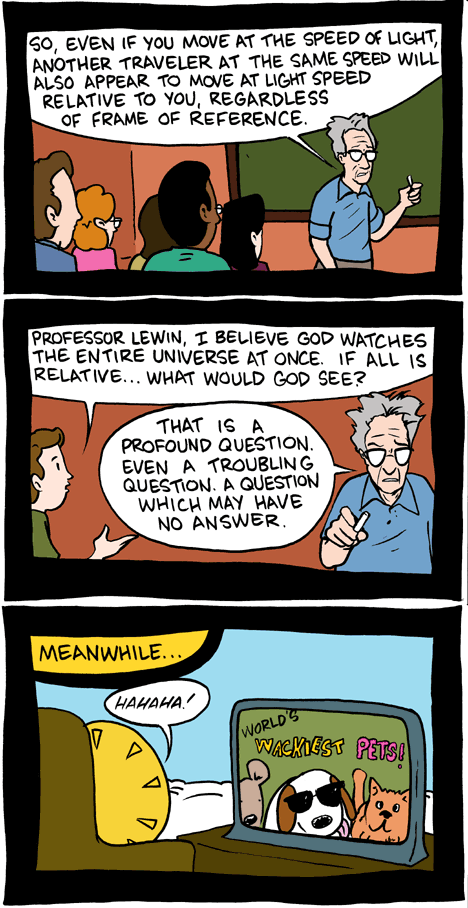 SO, EVEN IF YOU MOVE AT THE SPEED OF LIGHT,
ANOTHER TRAVELER AT THE SAME SPEED WILL
ALSO APPEAR TO MOVE AT LIGHT SPEED
RELATIVE TO YOU, REGARDLESS
OF FRAME OF REFERENCE.
PROFESSOR LEWIN, I BELIEVE GOD WATCHES
THE ENTIRE UNIVERSE AT ONCE. IF ALL IS
RELATIVE... WHAT WOULD GOD SEE?
THAT IS A
PROFOUND QUESTION.
EVEN A TROUBLING
QUESTION. A QUESTION
WHICH MAY HAVE
NO ANSWER.
MEANWHILE...
HAHAHA!
WORLD'S
WACKIEST PETS!